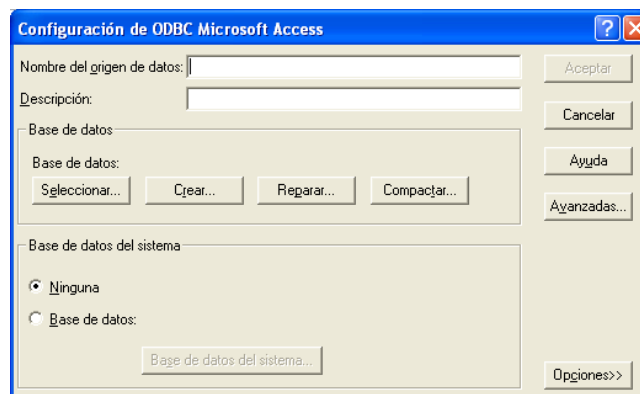 Configuración de ODBC Microsoft Access
Nombre del origen de datos:
Aceptar
Descripción:
Cancelar
Base de datos
Base de datos:
Ayuda
Seleccionar... Crear... Reparar... Compactar...
Avanzadas...
Base de datos del sistema
Ninguna
Base de datos:
Base de datos del sistema...
Opciones>>